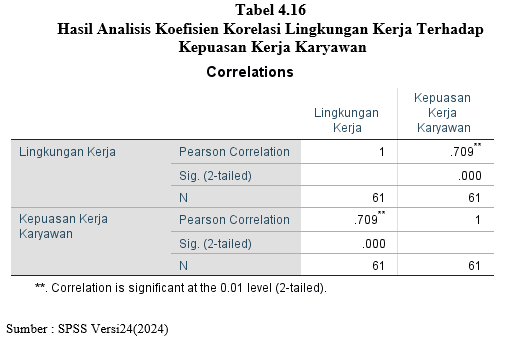 Tabel 4.16
Hasil Analisis Koefisien Korelasi Lingkungan Kerja Terhadap
Kepuasan Kerja Karyawan
Correlations
Lingkungan Kerja Kepuasan Kerja Karyawan
Lingkungan Kerja Pearson Correlation 1 .709**
Sig. (2-tailed) .000
N 61 61
Kepuasan Kerja Karyawan Pearson Correlation .709** 1
Sig. (2-tailed) .000
N 61 61
**. Correlation is significant at the 0.01 level (2-tailed).
Sumber : SPSS Versi24(2024)